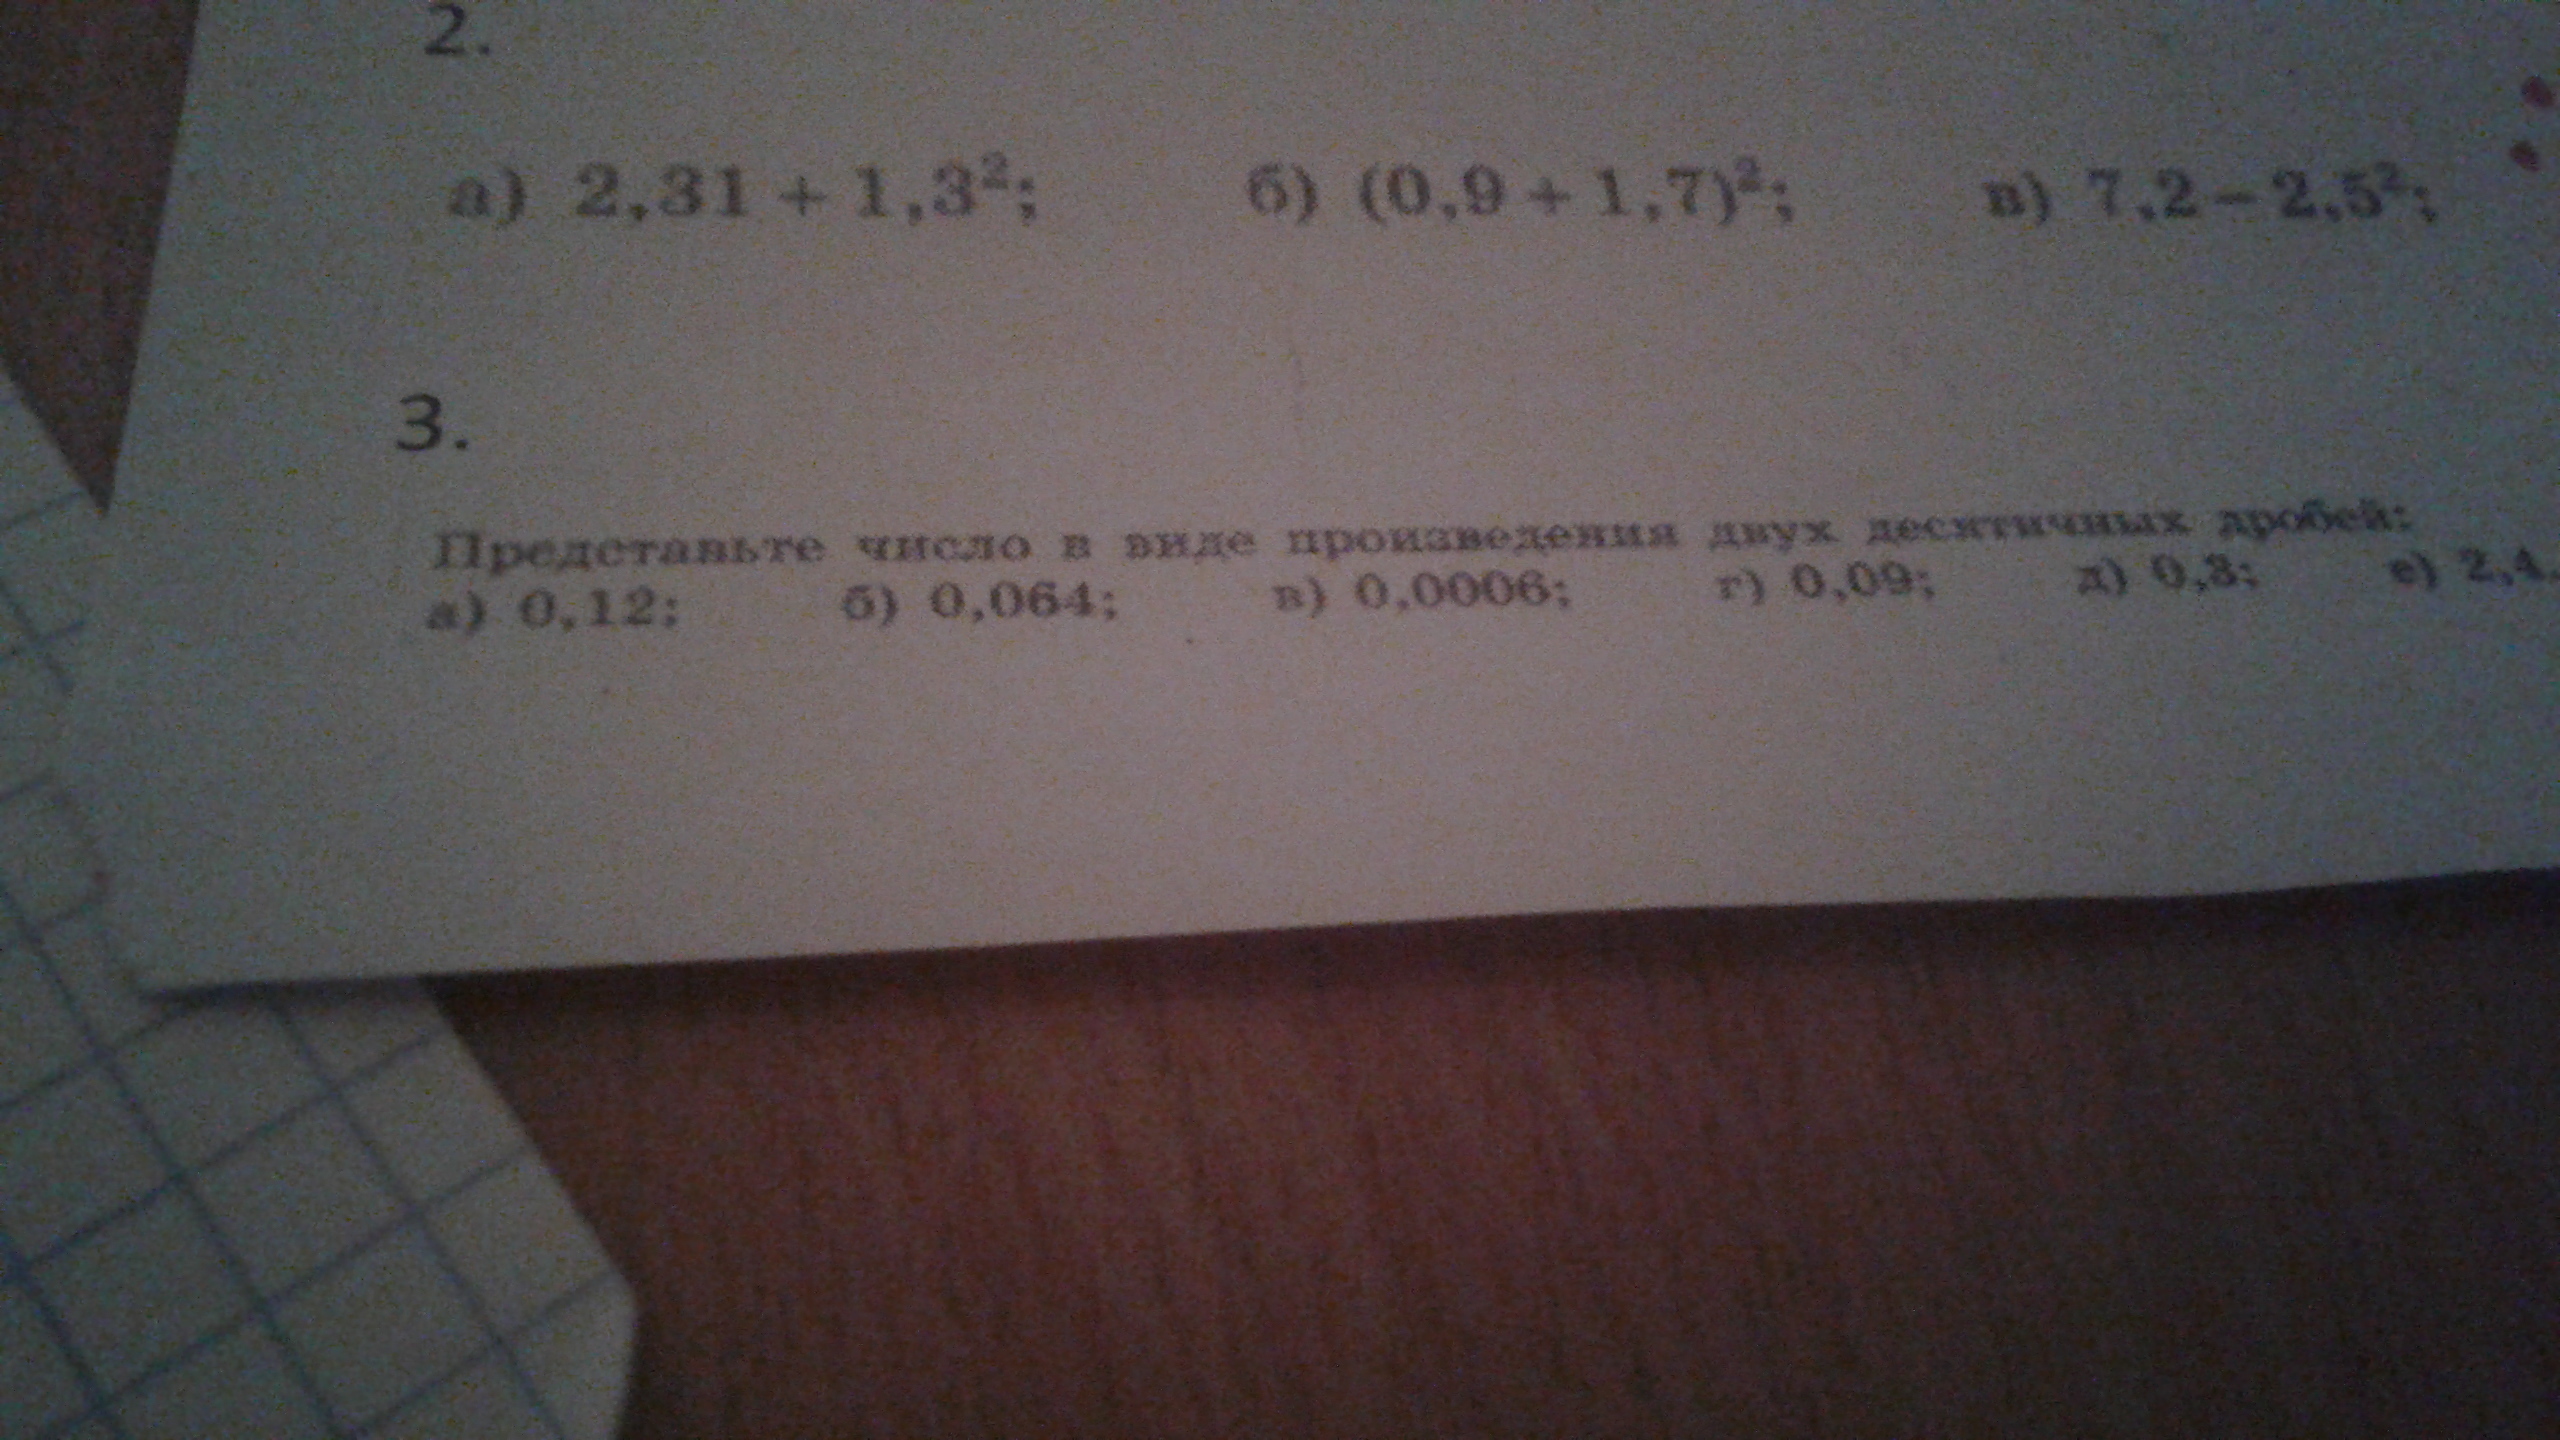 2.
а) 2,31 + 1,3²; б) (0,9 + 1,7)²; в) 7,2 – 2,5²;
3.
Представьте число в виде произведения двух десятичных дробей:
а) 0,12; б) 0,064; в) 0,0006; г) 0,09; д) 0,3; е) 2,4.